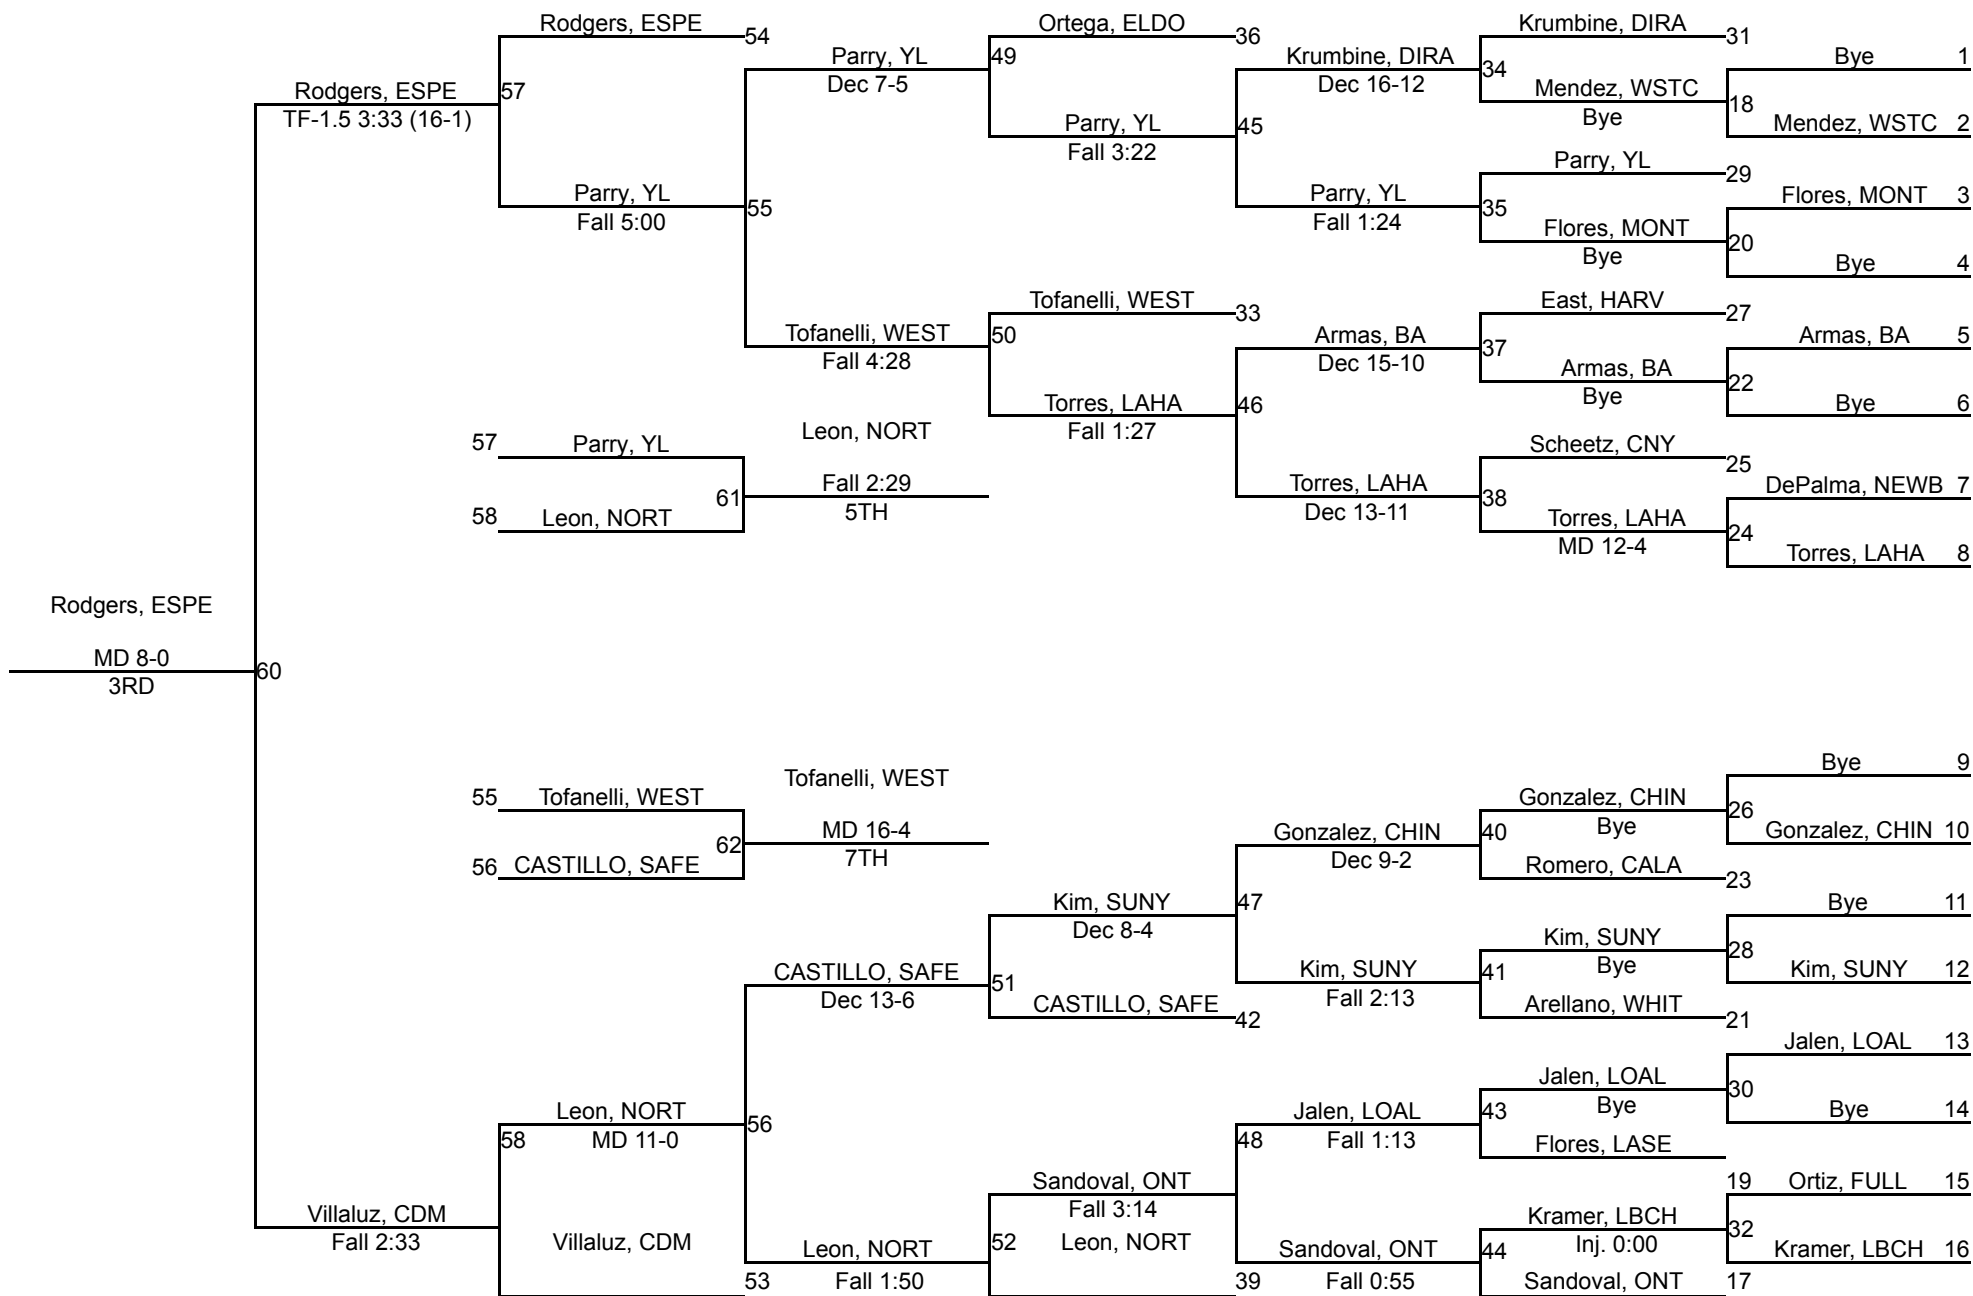 Rodgers, ESPE 54
Ortega, ELDO 36
Krumbine, DIRA 31
Parry, YL 49
Dec 7-5
Krumbine, DIRA 34
Dec 16-12
Bye 1
Rodgers, ESPE 57
TF-1.5 3:33 (16-1)
Mendez, WSTC 18
Bye
Parry, YL 45
Fall 3:22
Mendez, WSTC 2
Parry, YL 29
Parry, YL 55
Fall 5:00
Parry, YL 35
Fall 1:24
Flores, MONT 3
Flores, MONT 20
Bye
Bye 4
Tofanelli, WEST 33
East, HARV 27
Tofanelli, WEST 50
Fall 4:28
Armas, BA 37
Dec 15-10
Armas, BA 5
Armas, BA 22
Bye
Torres, LAHA 46
Fall 1:27
Bye 6
57 Parry, YL
Leon, NORT
Scheetz, CNY 25
61 Fall 2:29
5TH
Torres, LAHA 38
Dec 13-11
DePalma, NEWB 7
58 Leon, NORT
Torres, LAHA 24
MD 12-4
Torres, LAHA 8
Rodgers, ESPE
MD 8-0
60
3RD
Bye 9
55 Tofanelli, WEST
Tofanelli, WEST
Gonzalez, CHIN 26
Bye
62 MD 16-4
7TH
Gonzalez, CHIN 40
Dec 9-2
Gonzalez, CHIN 10
56 CASTILLO, SAFE
Romero, CALA 23
Kim, SUNY 47
Dec 8-4
Bye 11
Kim, SUNY 28
Bye
CASTILLO, SAFE 51
Dec 13-6
Kim, SUNY 41
Fall 2:13
Kim, SUNY 12
CASTILLO, SAFE 42
Arellano, WHIT 21
Jalen, LOAL 13
Jalen, LOAL 30
Bye
Leon, NORT 56
58 MD 11-0
Jalen, LOAL 43
48 Fall 1:13
Bye 14
Flores, LASE
19
Sandoval, ONT
Fall 3:14
Ortiz, FULL 15
Villaluz, CDM
Fall 2:33
Kramer, LBCH 32
Inj. 0:00
Villaluz, CDM
Leon, NORT 52
Fall 1:50
Leon, NORT
Sandoval, ONT 44
Fall 0:55
Kramer, LBCH 16
53
39
Sandoval, ONT 17